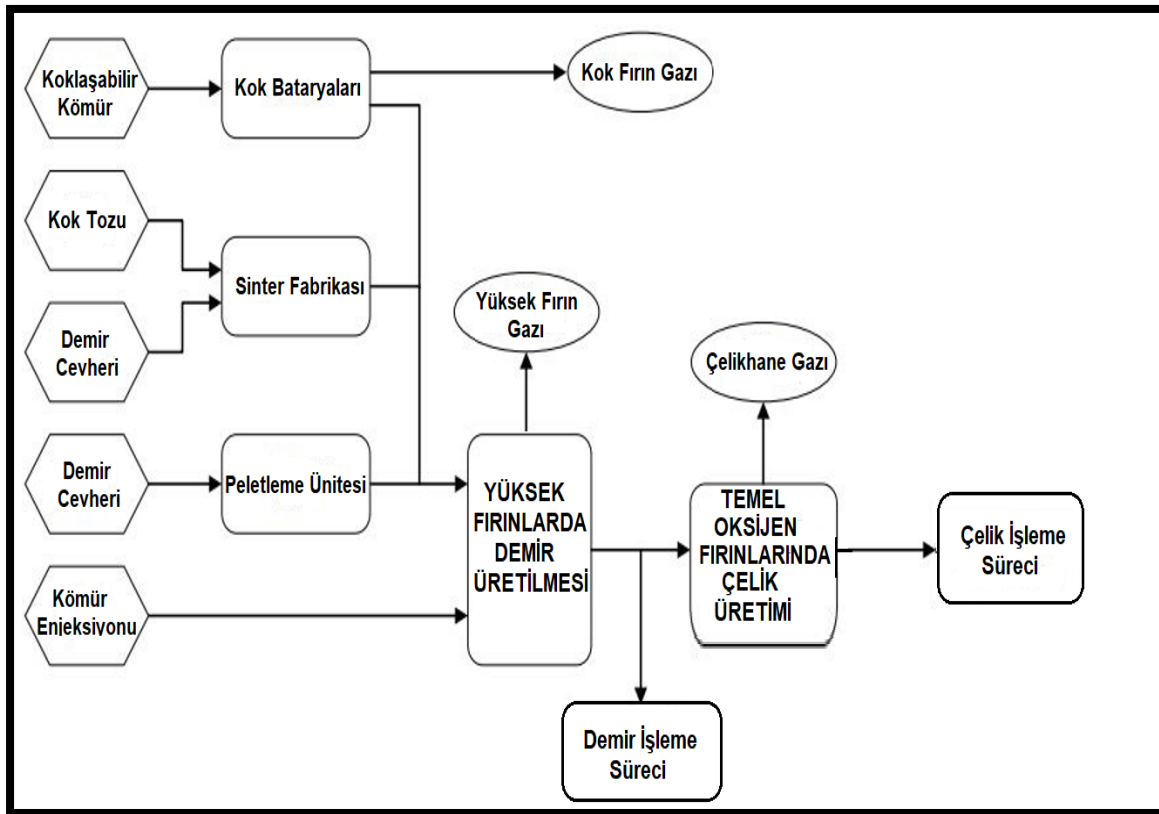 Koklaşabilir
Kömür
Kok Bataryaları
Kok Fırın Gazı
Kok Tozu
Sinter Fabrikası
Demir
Cevheri
Yüksek Fırın
Gazı
Çelikhane Gazı
Demir
Cevheri
Peletleme Ünitesi
YÜKSEK
FIRINLARDA
DEMİR
ÜRETİLMESİ
TEMEL
OKSİJEN
FIRINLARINDA
ÇELİK
ÜRETİMİ
Çelik İşleme
Süreci
Kömür
Enjeksiyonu
Demir İşleme
Süreci